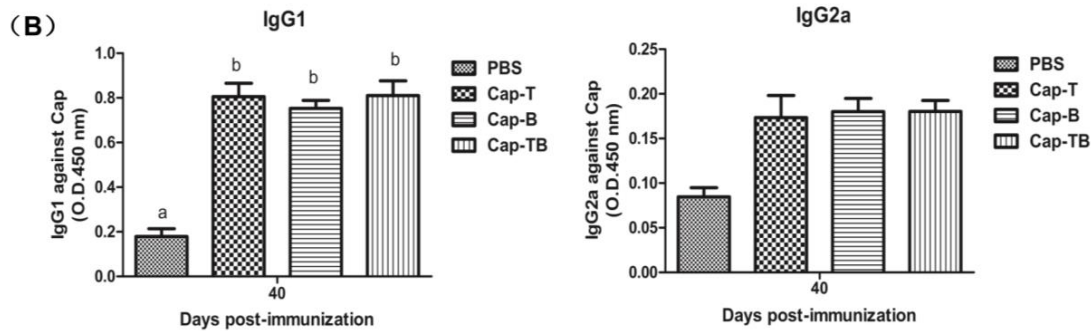 (B)
IgG1
IgG1 against Cap
(O.D.450 nm)
1.0
0.8
0.6
0.4
0.2
0.0
a
b
b
b
40
Days post-immunization
PBS
Cap-T
Cap-B
Cap-TB
IgG2a
IgG2a against Cap
(O.D.450 nm)
0.25
0.20
0.15
0.10
0.05
0.00
40
Days post-immunization
PBS
Cap-T
Cap-B
Cap-TB